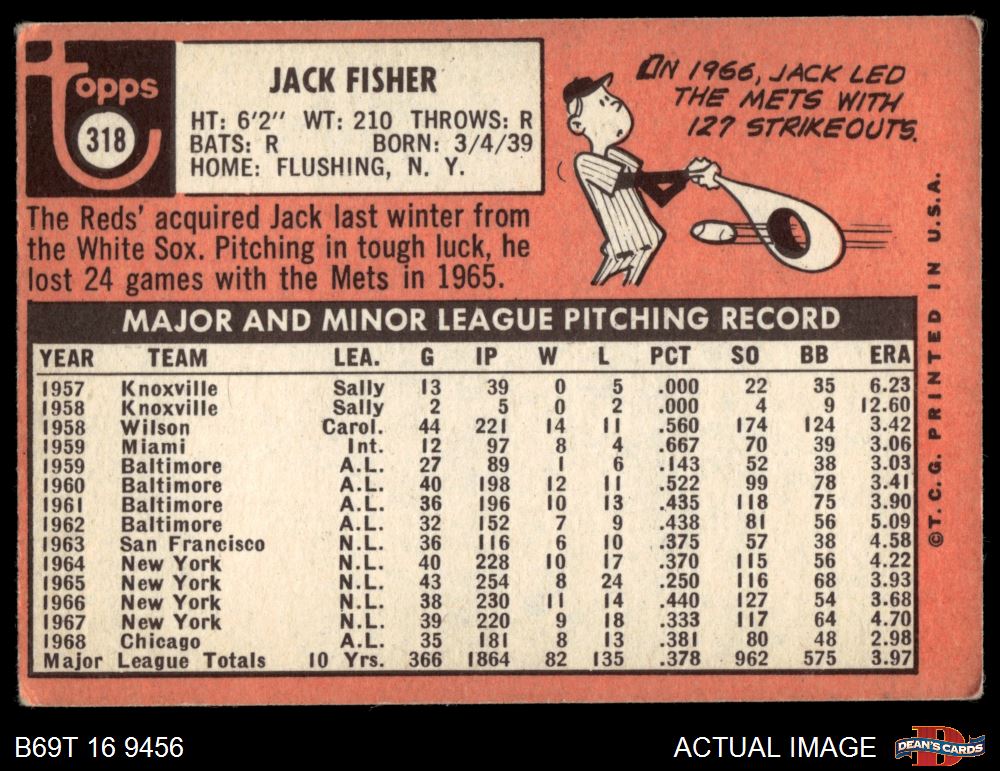 Topps
318
JACK FISHER
HT: 6'2" WT: 210 THROWS: R
BATS: R BORN: 3/4/39
HOME: FLUSHING, N. Y.
IN 1966, JACK LED
THE METS WITH
127 STRIKEOUTS.
The Reds' acquired Jack last winter from
the White Sox. Pitching in tough luck, he
lost 24 games with the Mets in 1965.
MAJOR AND MINOR LEAGUE PITCHING RECORD
YEAR TEAM LEA. G IP W L PCT SO BB ERA
1957 Knoxville Sally 13 39 0 5 .000 22 35 6.23
1958 Knoxville Sally 2 5 0 2 .000 4 9 12.60
1958 Wilson Carol. 44 221 14 11 .560 174 124 3.42
1959 Miami Int. 12 97 8 4 .667 70 39 3.06
1959 Baltimore A.L. 27 89 1 6 .143 52 38 3.03
1960 Baltimore A.L. 40 198 12 11 .522 99 78 3.41
1961 Baltimore A.L. 36 196 10 13 .435 118 75 3.90
1962 Baltimore A.L. 32 152 7 9 .438 81 56 5.09
1963 San Francisco N.L. 36 116 6 10 .375 57 38 4.58
1964 New York N.L. 40 228 10 17 .370 115 56 4.22
1965 New York N.L. 43 254 8 24 .250 116 68 3.93
1966 New York N.L. 38 230 11 14 .440 127 54 3.68
1967 New York N.L. 39 220 9 18 .333 117 64 4.70
1968 Chicago A.L. 35 181 8 13 .381 80 48 2.98
Major League Totals 10 Yrs. 366 1864 82 135 .378 962 575 3.97
©T. C. G. PRINTED IN U.S.A.
B69T 16 9456
ACTUAL IMAGE
D
DEAN'S CARDS